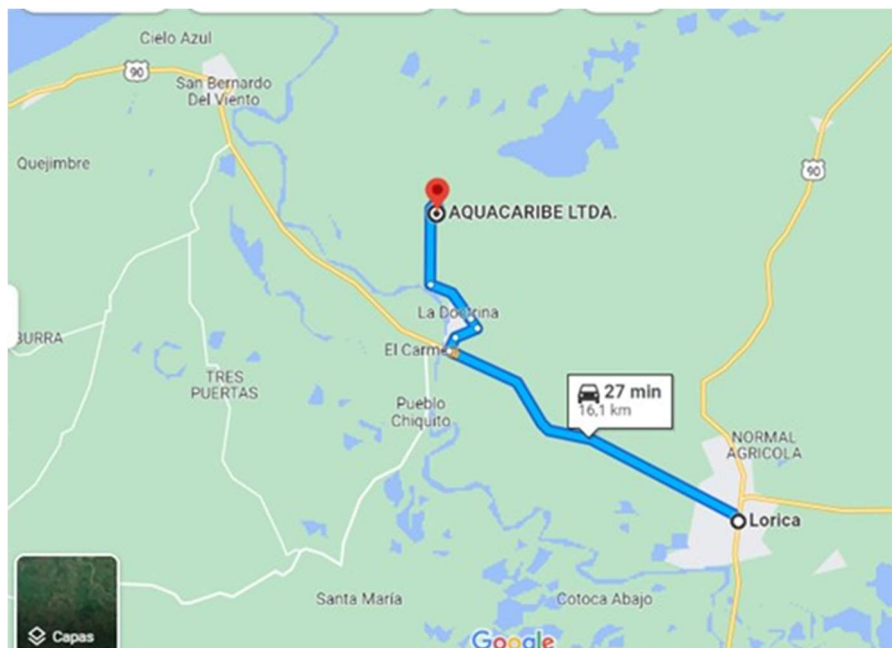 Cielo Azul
90
San Bernardo
Del Viento
Quejimbre
90
AQUACARIBE LTDA.
La Doctrina
BURRA
El Carmen
TRES
PUERTAS
27 min
16,1 km
Pueblo
Chiquito
NORMAL
AGRICOLA
Lorica
Santa María
Cotoca Abajo
Capas
Google